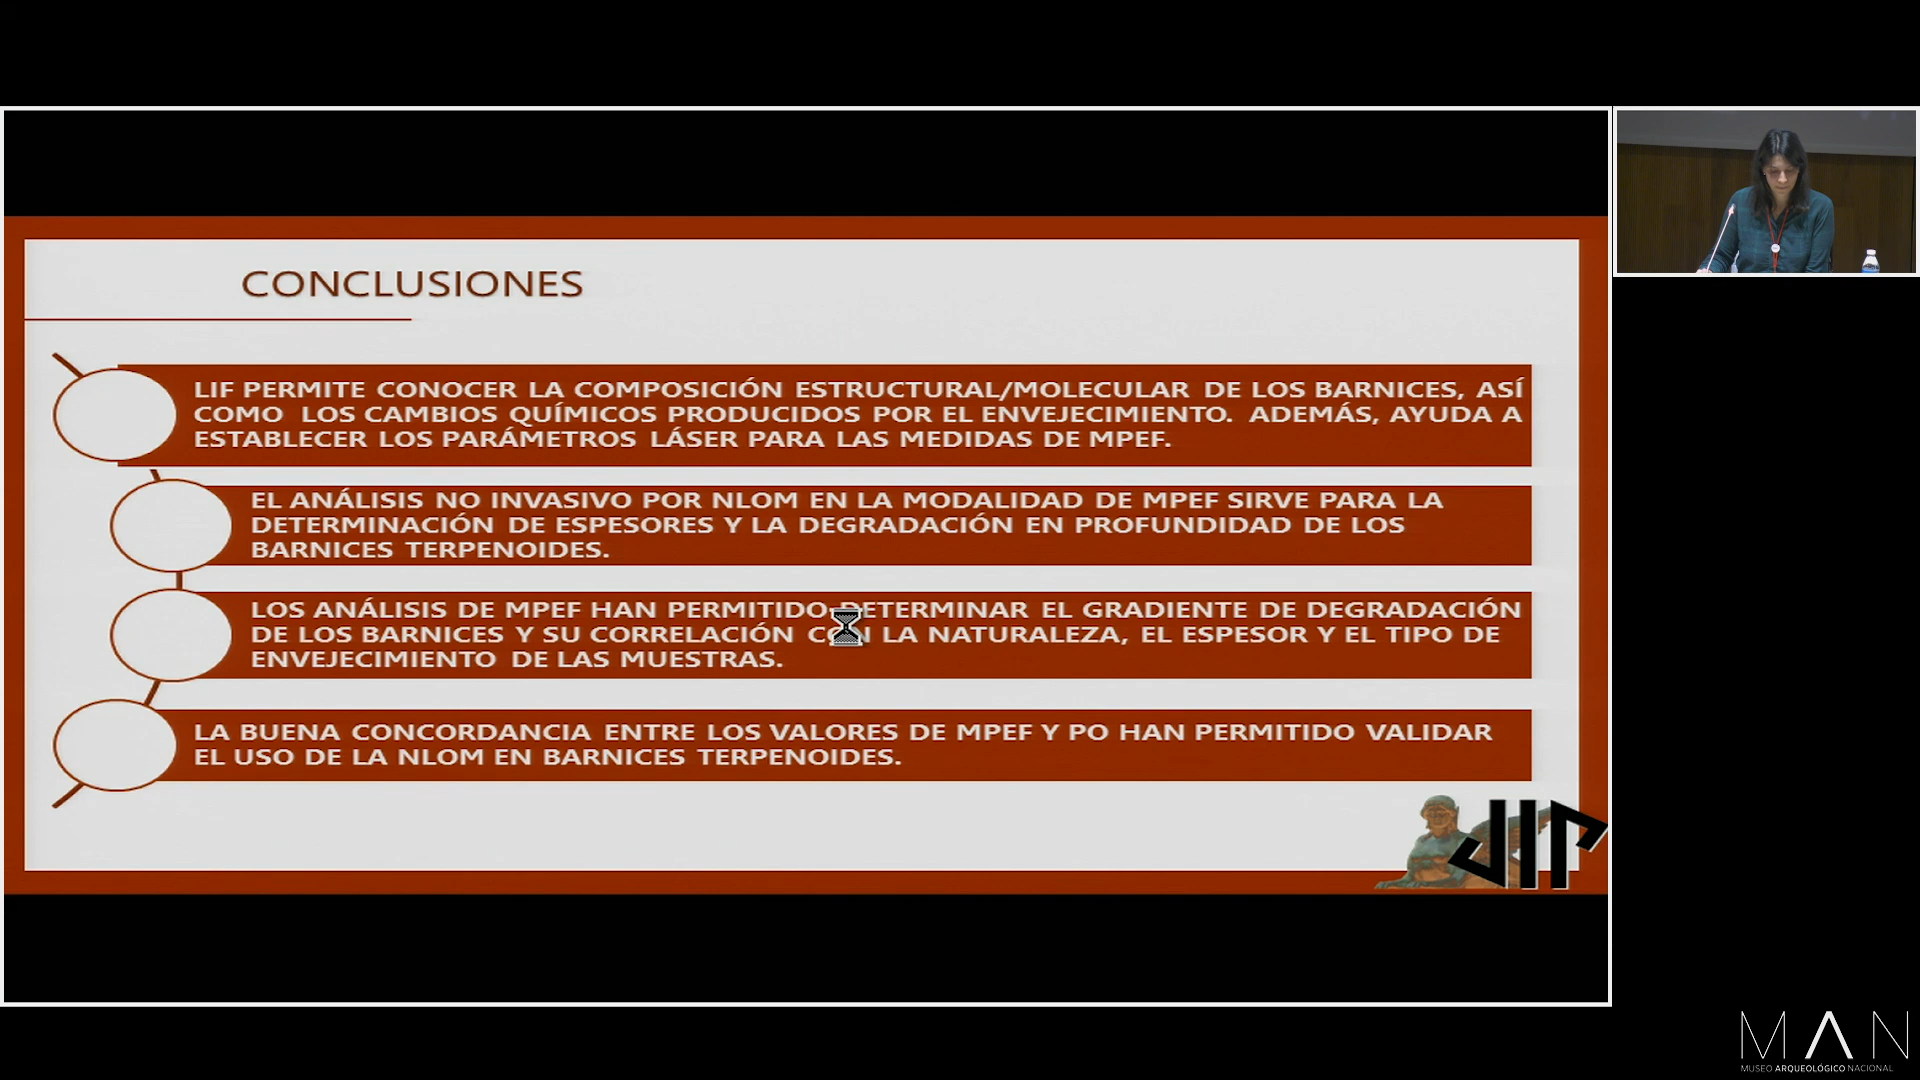 CONCLUSIONES
LIF PERMITE CONOCER LA COMPOSICIÓN ESTRUCTURAL/MOLECULAR DE LOS BARNICES, ASÍ
COMO LOS CAMBIOS QUÍMICOS PRODUCIDOS POR EL ENVEJECIMIENTO. ADEMÁS, AYUDA A
ESTABLECER LOS PARÁMETROS LÁSER PARA LAS MEDIDAS DE MPEF.
EL ANÁLISIS NO INVASIVO POR NLOM EN LA MODALIDAD DE MPEF SIRVE PARA LA
DETERMINACIÓN DE ESPESORES Y LA DEGRADACIÓN EN PROFUNDIDAD DE LOS
BARNICES TERPENOIDES.
LOS ANÁLISIS DE MPEF HAN PERMITIDO DETERMINAR EL GRADIENTE DE DEGRADACIÓN
DE LOS BARNICES Y SU CORRELACIÓN CON LA NATURALEZA, EL ESPESOR Y EL TIPO DE
ENVEJECIMIENTO DE LAS MUESTRAS.
LA BUENA CONCORDANCIA ENTRE LOS VALORES DE MPEF Y PO HAN PERMITIDO VALIDAR
EL USO DE LA NLOM EN BARNICES TERPENOIDES.
MAN
MUSEO ARQUEOLÓGICO NACIONAL